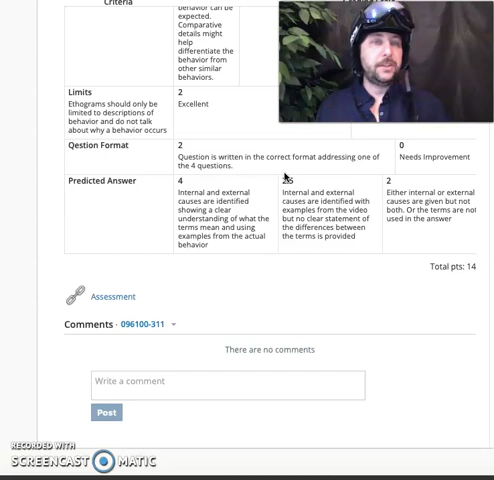 Criteria
behavior can be
expected.
Comparative
details might
help
differentiate the
behavior from
other similar
behaviors.
Limits
Ethograms should only be
limited to descriptions of
behavior and do not talk
about why a behavior occurs
2
Excellent
Qestion Format
2
Question is written in the correct format addressing one of
the 4 questions.
0
Needs Improvement
Predicted Answer
4
Internal and external
causes are identified
showing a clear
understanding of what the
terms mean and using
examples from the actual
behavior
Internal and external
causes are identified with
examples from the video
but no clear statement of
the differences between
the terms is provided
2
Either internal or external
causes are given but not
both. Or the terms are not
used in the answer
Total pts: 14
Assessment
Comments · 096100-311
There are no comments
Write a comment
Post
RECORDED WITH
SCREENCAST MATIC